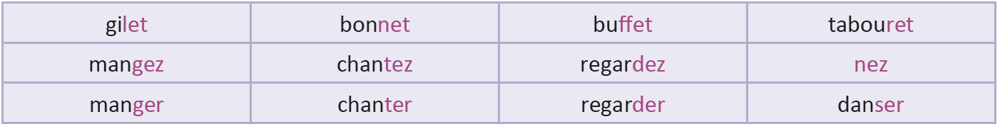 gilet bonnet buffet tabouret
mangez chantez regardez nez
manger chanter regarder danser